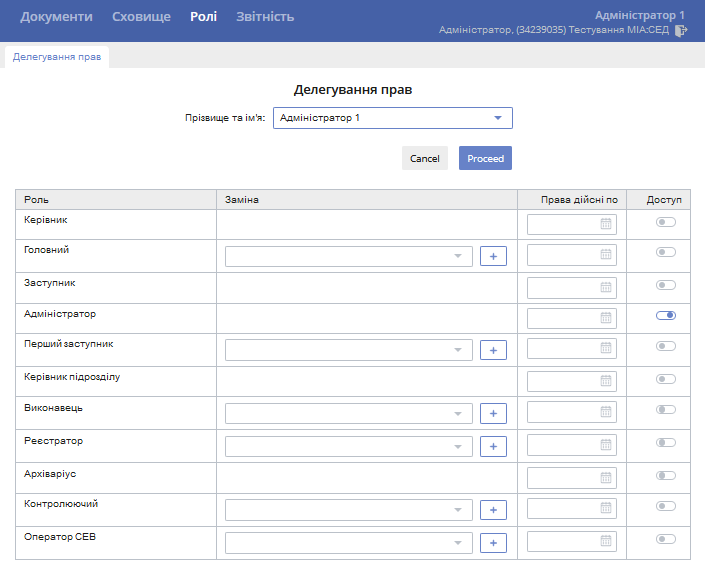 Документи Сховище Ролі Звітність
Адміністратор 1
Адміністратор, (34239035) Тестування МІА:СЕД
Делегування прав
Делегування прав
Прізвище та ім'я: Адміністратор 1
Cancel Proceed
Роль Заміна Права дійсні по Доступ
Керівник
Головний +
Заступник
Адміністратор
Перший заступник +
Керівник підрозділу
Виконавець +
Реєстратор +
Архіваріус
Контролюючий +
Оператор СЕВ +